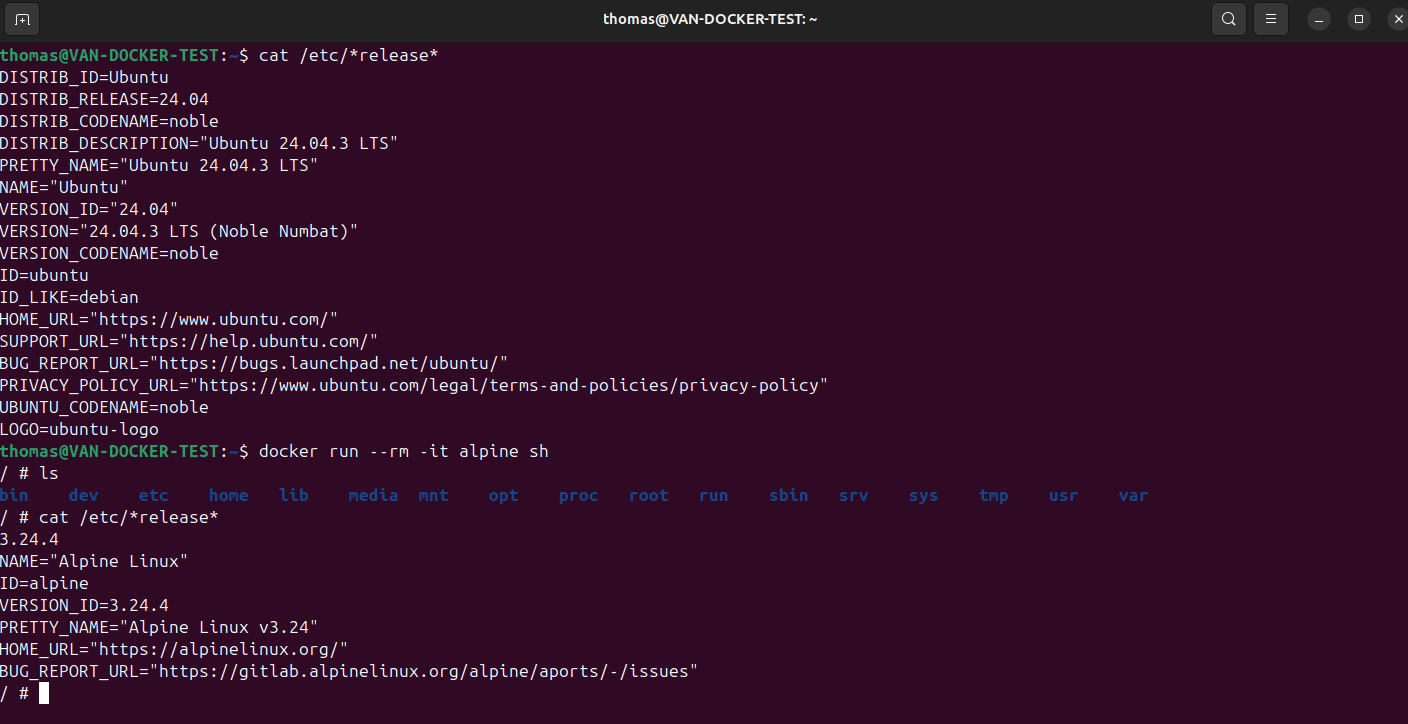 thomas@VAN-DOCKER-TEST: ~
thomas@VAN-DOCKER-TEST:~$ cat /etc/*release*
DISTRIB_ID=Ubuntu
DISTRIB_RELEASE=24.04
DISTRIB_CODENAME=noble
DISTRIB_DESCRIPTION="Ubuntu 24.04.3 LTS"
PRETTY_NAME="Ubuntu 24.04.3 LTS"
NAME="Ubuntu"
VERSION_ID="24.04"
VERSION="24.04.3 LTS (Noble Numbat)"
VERSION_CODENAME=noble
ID=ubuntu
ID_LIKE=debian
HOME_URL="https://www.ubuntu.com/"
SUPPORT_URL="https://help.ubuntu.com/"
BUG_REPORT_URL="https://bugs.launchpad.net/ubuntu/"
PRIVACY_POLICY_URL="https://www.ubuntu.com/legal/terms-and-policies/privacy-policy"
UBUNTU_CODENAME=noble
LOGO=ubuntu-logo
thomas@VAN-DOCKER-TEST:~$ docker run --rm -it alpine sh
/ # ls
bin    dev    etc    home   lib    media  mnt    opt    proc   root   run    sbin   srv    sys    tmp    usr    var
/ # cat /etc/*release*
3.24.4
NAME="Alpine Linux"
ID=alpine
VERSION_ID=3.24.4
PRETTY_NAME="Alpine Linux v3.24"
HOME_URL="https://alpinelinux.org/"
BUG_REPORT_URL="https://gitlab.alpinelinux.org/alpine/aports/-/issues"
/ #